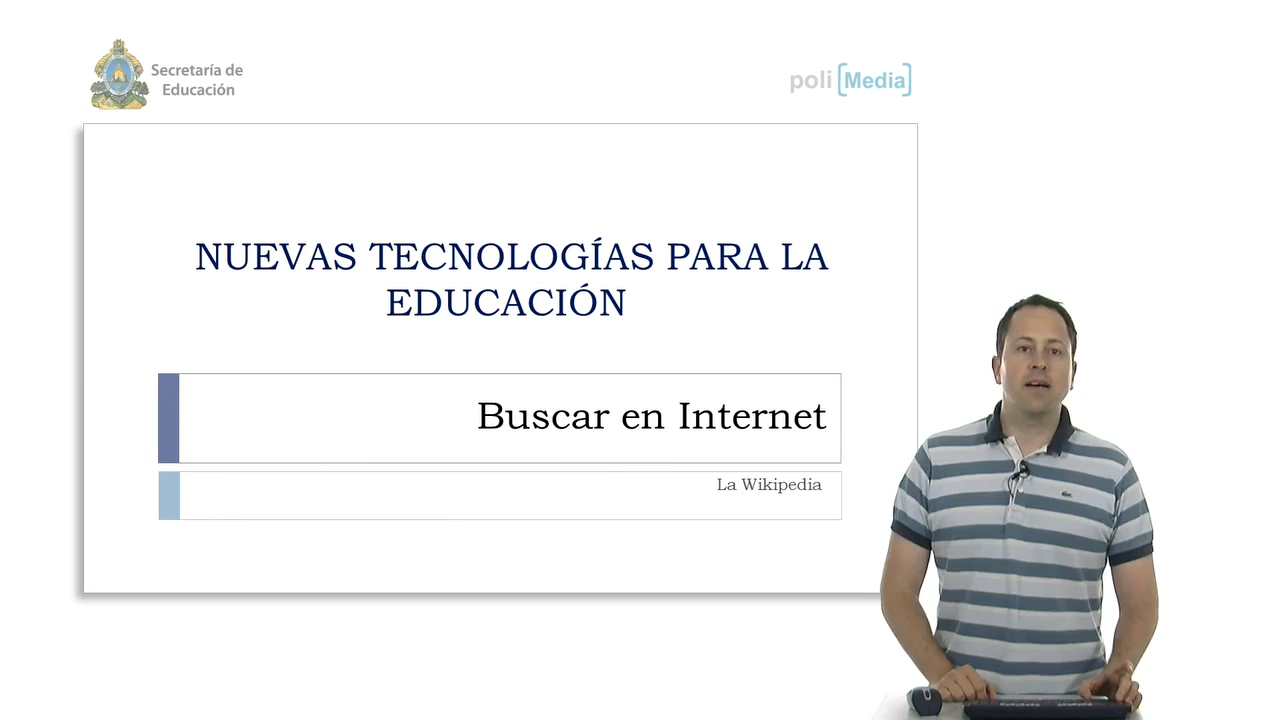 Secretaría de
Educación
poli [Media]
NUEVAS TECNOLOGÍAS PARA LA
EDUCACIÓN
Buscar en Internet
La Wikipedia